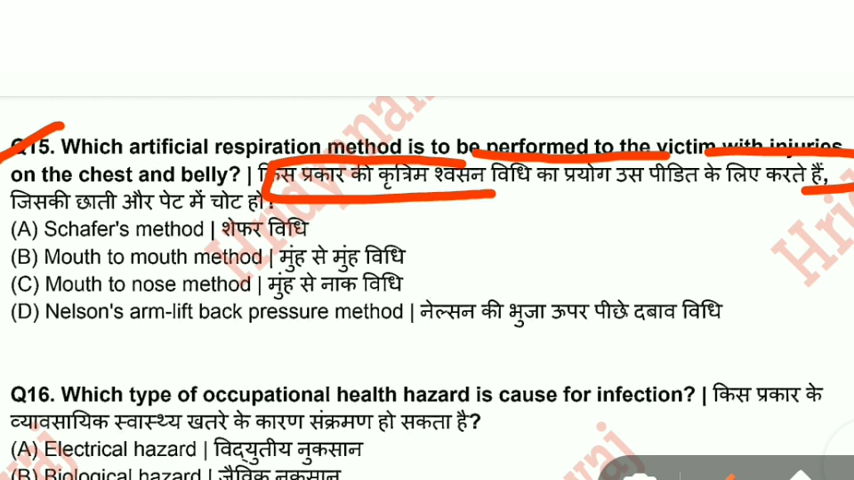 Q15. Which artificial respiration method is to be performed to the victim with injuries
on the chest and belly? | किस प्रकार की कृत्रिम श्वसन विधि का प्रयोग उस पीडित के लिए करते हैं,
जिसकी छाती और पेट में चोट हो?
(A) Schafer's method | शेफर विधि
(B) Mouth to mouth method | मुंह से मुंह विधि
(C) Mouth to nose method | मुंह से नाक विधि
(D) Nelson's arm-lift back pressure method | नेल्सन की भुजा ऊपर पीछे दबाव विधि
Q16. Which type of occupational health hazard is cause for infection? | किस प्रकार के
व्यावसायिक स्वास्थ्य खतरे के कारण संक्रमण हो सकता है?
(A) Electrical hazard | विद्युतीय नुकसान
(B) Biological hazard | जैविक नुकसान